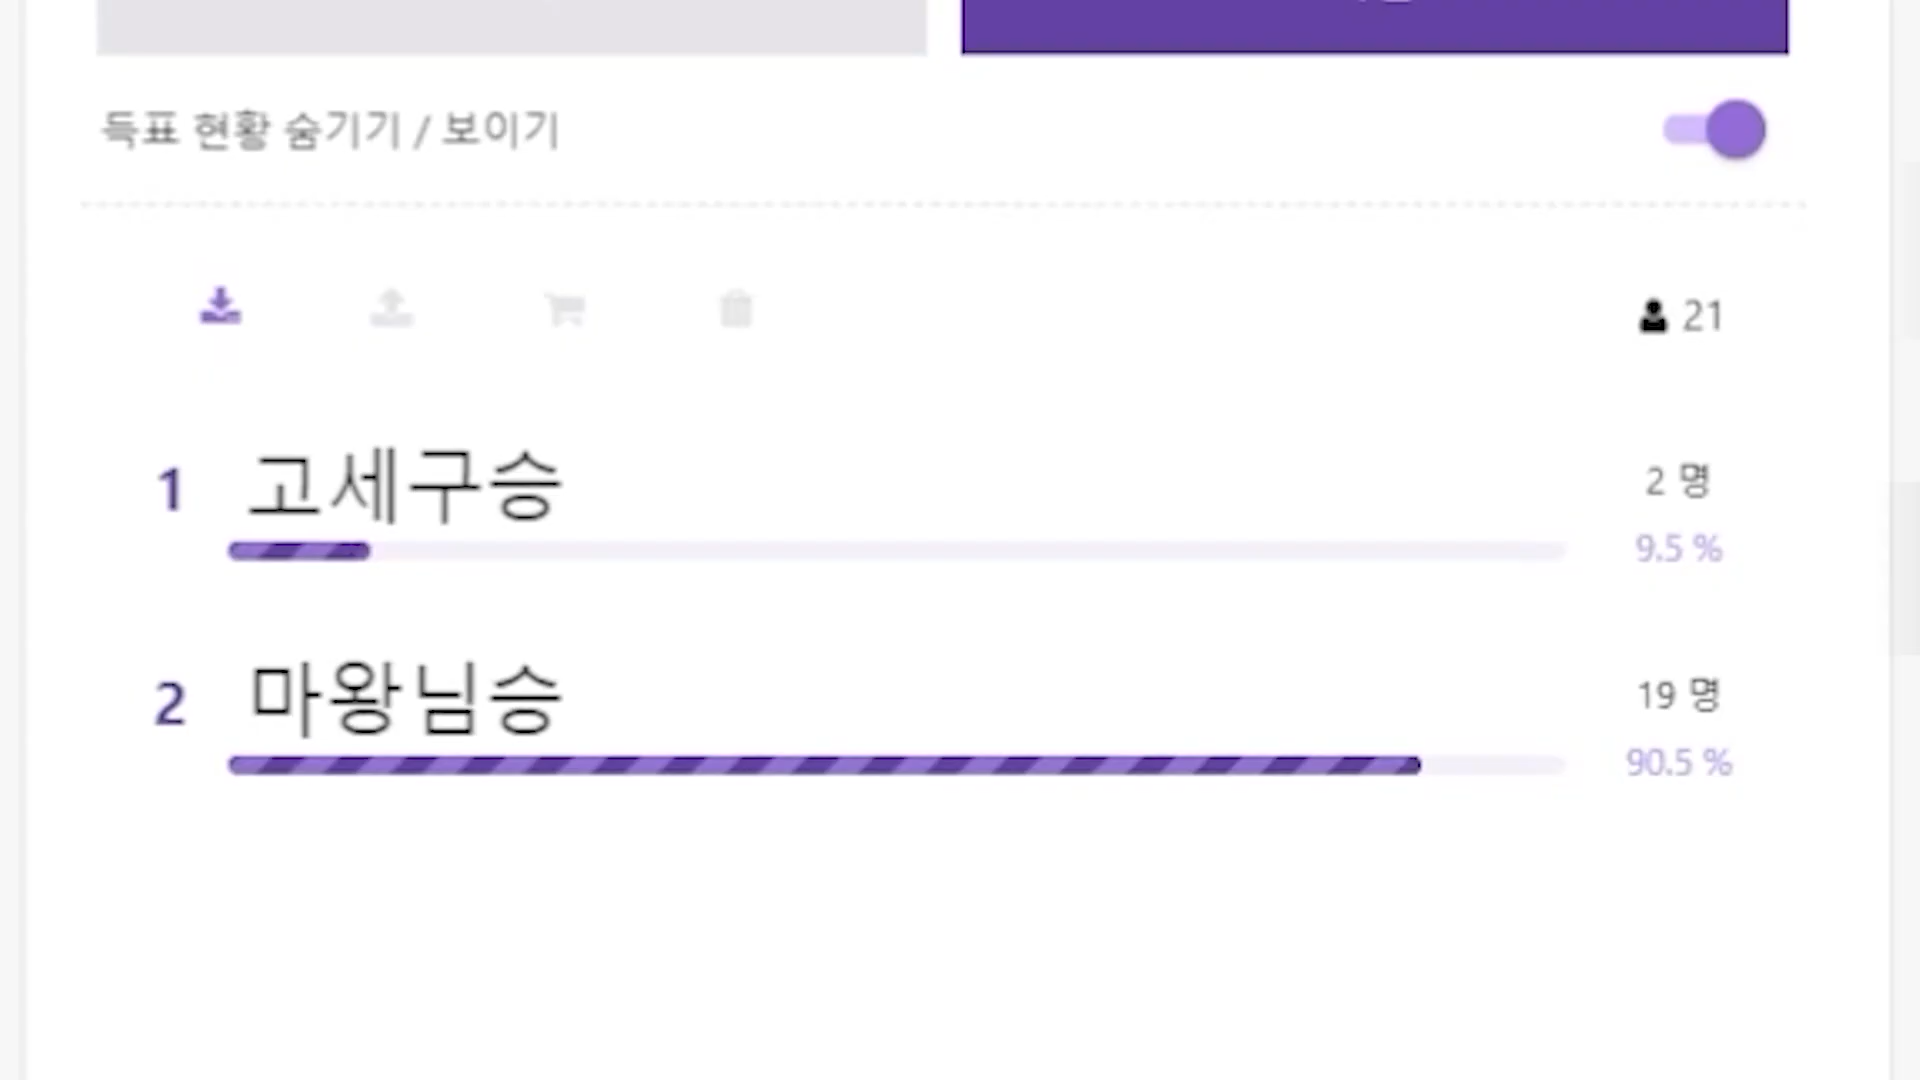 득표 현황 숨기기 / 보이기
21
1 고세구승 2 명
9.5 %
2 마왕님승 19 명
90.5 %